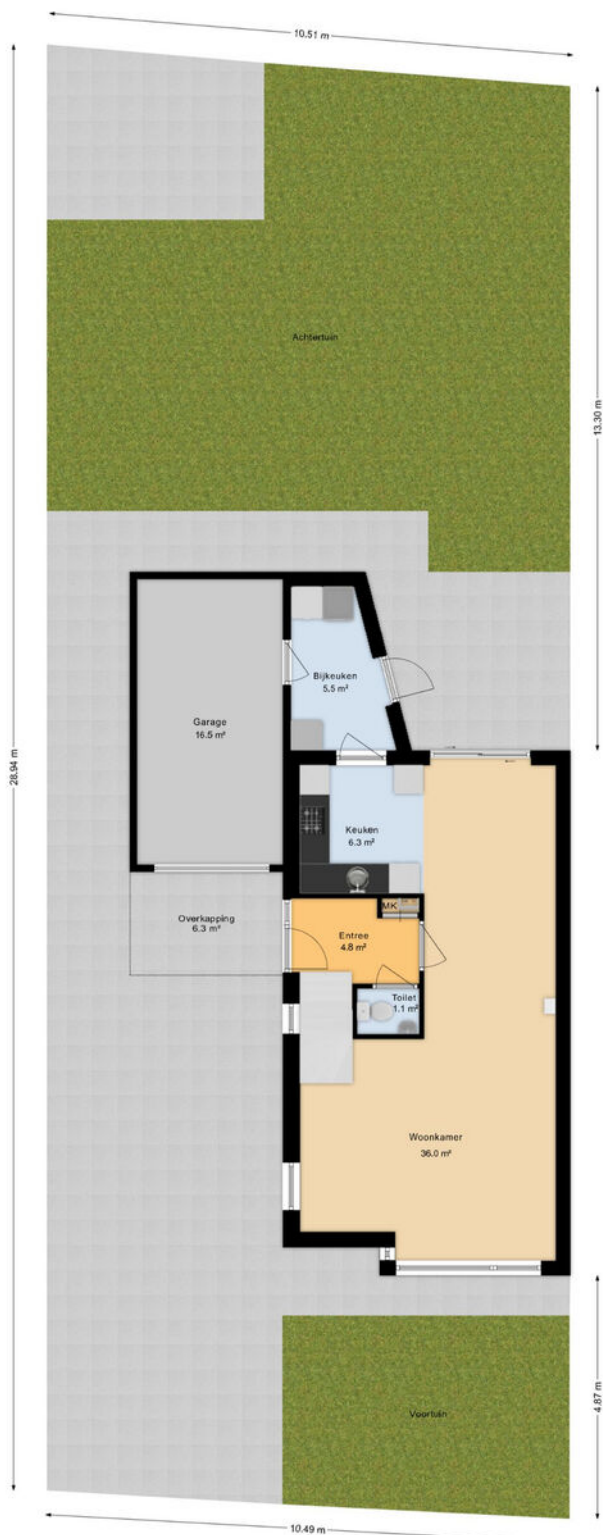 10.51 m
13.30 m
Achtertuin
28.94 m
Bijkeuken
5.5 m²
Garage
16.5 m²
Keuken
6.3 m²
MK
Overkapping
6.3 m²
Entree
4.8 m²
Toilet
1.1 m²
Woonkamer
36.0 m²
4.87 m
Voortuin
10.49 m